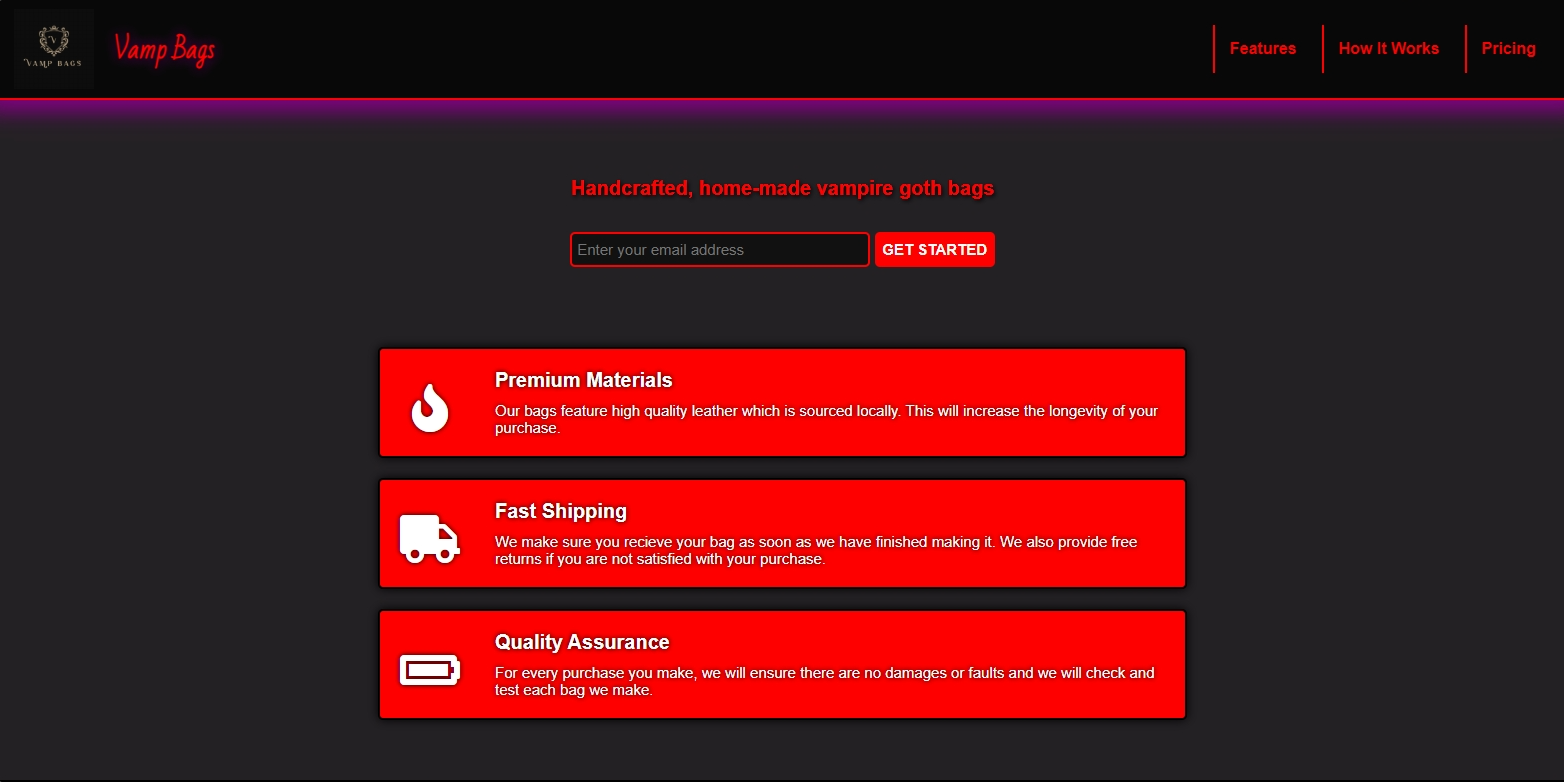 V
VAMP BAGS
Vamp Bags
Features
How It Works
Pricing
Handcrafted, home-made vampire goth bags
Enter your email address
GET STARTED
Premium Materials
Our bags feature high quality leather which is sourced locally. This will increase the longevity of your
purchase.
Fast Shipping
We make sure you recieve your bag as soon as we have finished making it. We also provide free
returns if you are not satisfied with your purchase.
Quality Assurance
For every purchase you make, we will ensure there are no damages or faults and we will check and
test each bag we make.